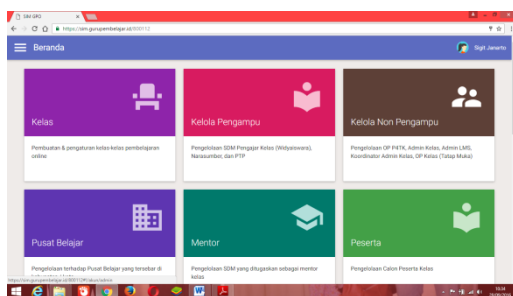 SIM GPO
https://sim.gurupembelajar.id
Beranda
Sigit Janarto
Kelas
Pembuatan & pengaturan kelas-kelas pembelajaran
online
Kelola Pengampu
Pengelolaan SDM Pengajar Kelas (Widyaiswara),
Narasumber, dan PTP
Kelola Non Pengampu
Pengelolaan OP P4TK, Admin Kelas, Admin LMS,
Koordinator Admin Kelas, OP Kelas (Tatap Muka)
Pusat Belajar
Pengelolaan terhadap Pusat Belajar yang tersebar di
Mentor
Pengelolaan SDM yang ditugaskan sebagai mentor
kelas
Peserta
Pengelolaan Calon Peserta Kelas